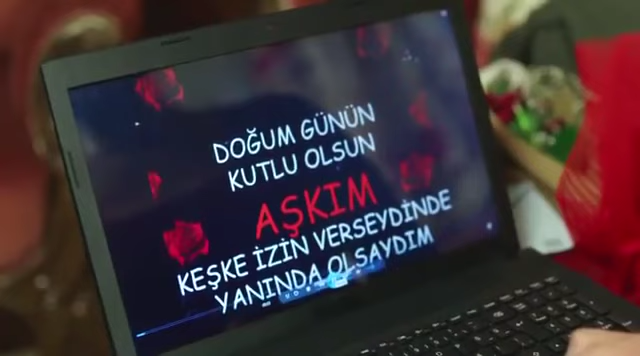 DOĞUM GÜNÜN
KUTLU OLSUN
AŞKIM
KEŞKE İZİN VERSEYDİNDE
YANINDA OLSAYDIM